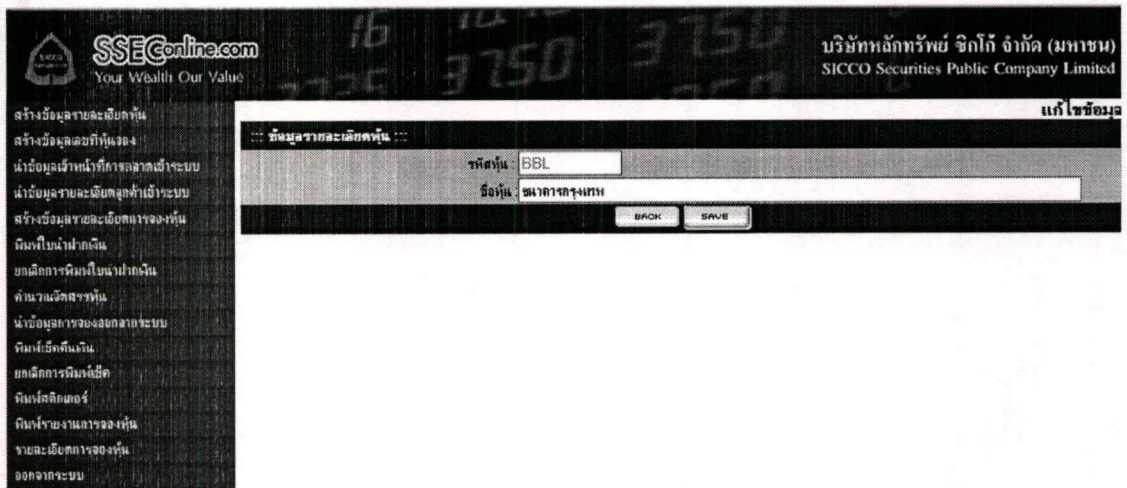 SICCO
SSEConline.com
Your Wealth Our Value
16
3750
3750
บริษัทหลักทรัพย์ ซิกโก้ จำกัด (มหาชน)
SICCO Securities Public Company Limited
สร้างข้อมูลรายละเอียดหุ้น
สร้างข้อมูลเลขที่หุ้นจอง
นำข้อมูลเจ้าหน้าที่การตลาดเข้าระบบ
นำข้อมูลรายละเอียดลูกค้าเข้าระบบ
สร้างข้อมูลรายละเอียดการจองหุ้น
พิมพ์ใบนำฝากเงิน
ยกเลิกการพิมพ์ใบนำฝากเงิน
คำนวณจัดสรรหุ้น
นำข้อมูลการจองออกจากระบบ
พิมพ์เช็คคืนเงิน
ยกเลิกการพิมพ์เช็ค
พิมพ์สติกเกอร์
พิมพ์รายงานการจองหุ้น
รายละเอียดการจองหุ้น
ออกจากระบบ
แก้ไขข้อมูล
::: ข้อมูลรายละเอียดหุ้น :::
รหัสหุ้น : BBL
ชื่อหุ้น : ธนาคารกรุงเทพ
BACK SAVE